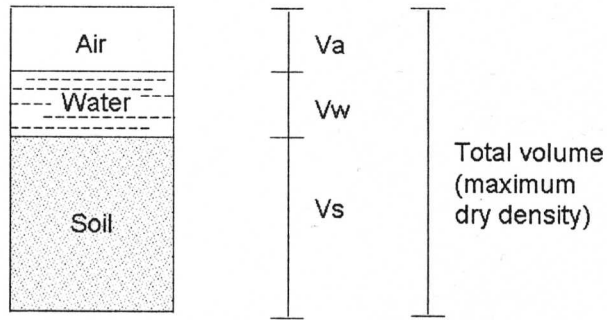 Air
Va
Water
Vw
Total volume
(maximum
dry density)
Soil
Vs